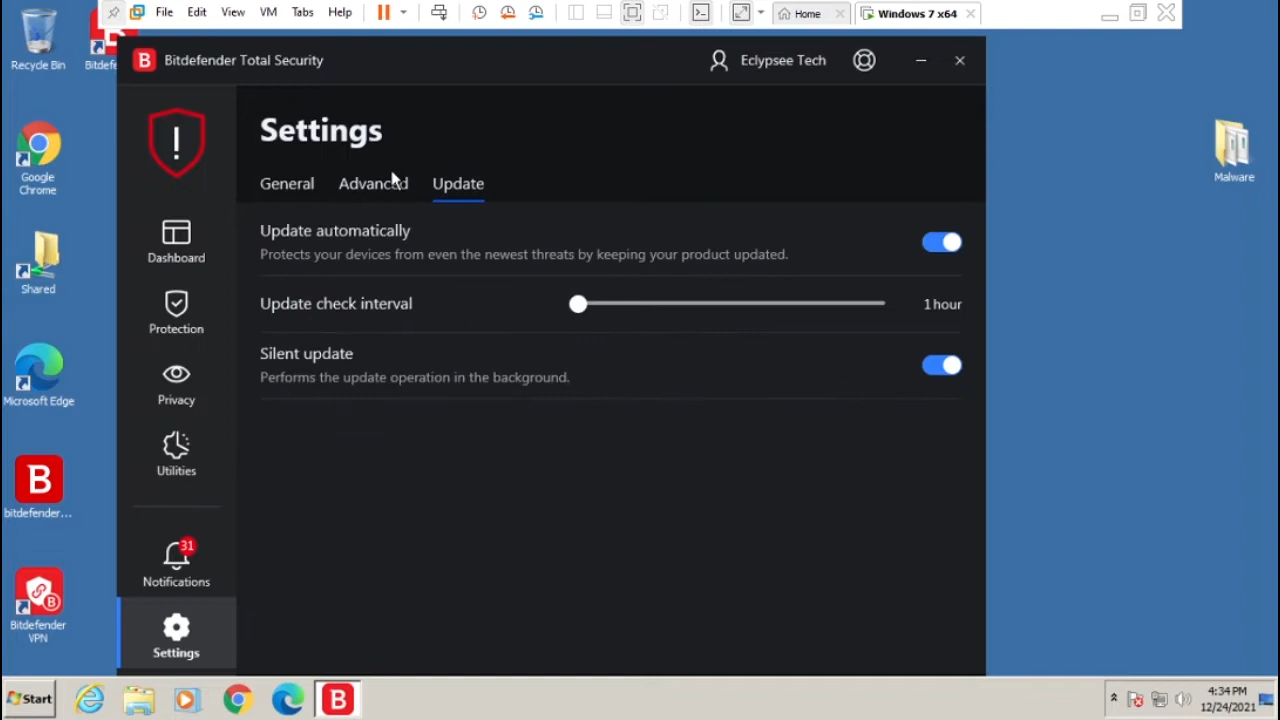 File Edit View VM Tabs Help
Home
Windows 7 x64
Recycle Bin
Bitdefe
B Bitdefender Total Security
Eclypsee Tech
Settings
General Advanced Update
Update automatically
Protects your devices from even the newest threats by keeping your product updated.
Update check interval
1 hour
Silent update
Performs the update operation in the background.
Dashboard
Protection
Privacy
Utilities
31
Notifications
Settings
Google
Chrome
Shared
Microsoft Edge
B
bitdefender...
B
Bitdefender
VPN
Malware
Start
B
4:34 PM
12/24/2021